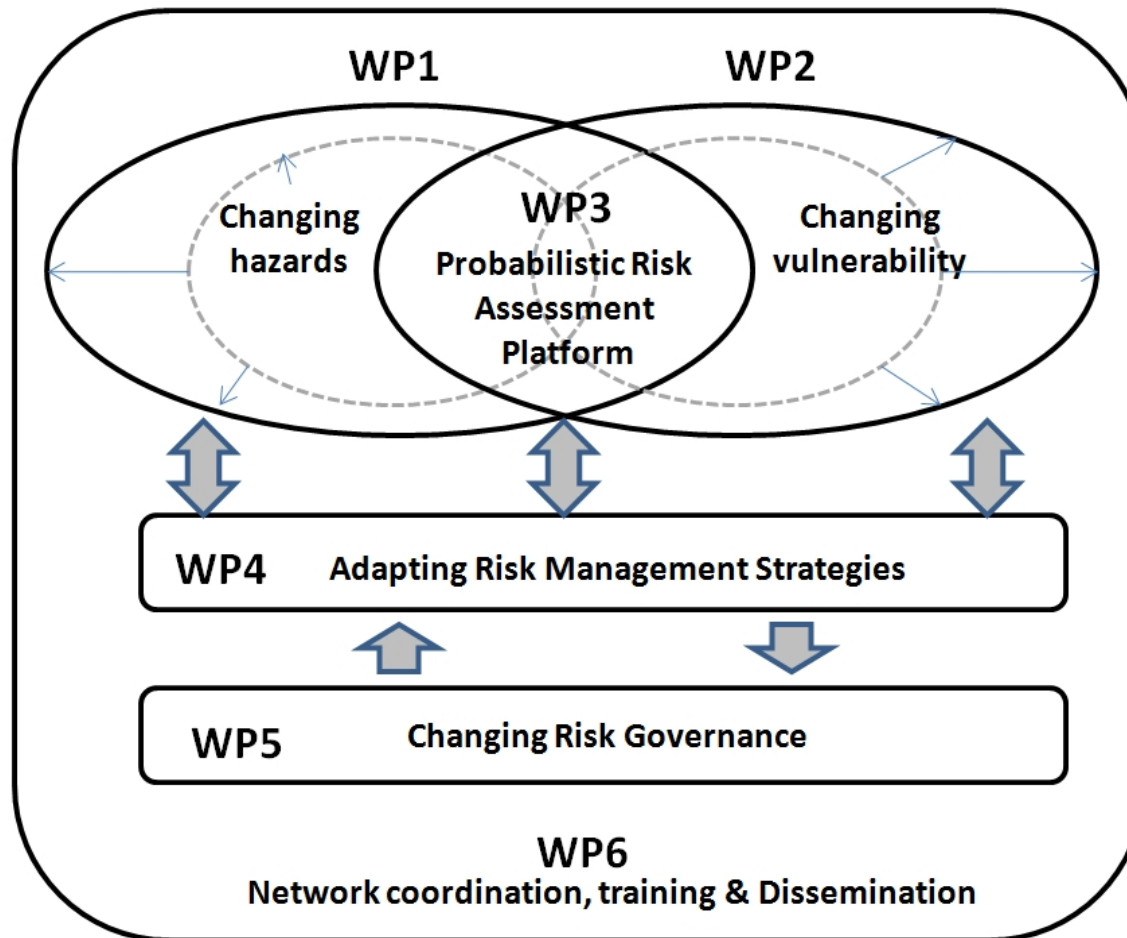 WP1
WP2
Changing
hazards
WP3
Probabilistic Risk
Assessment
Platform
Changing
vulnerability
WP4
Adapting Risk Management Strategies
WP5
Changing Risk Governance
WP6
Network coordination, training & Dissemination